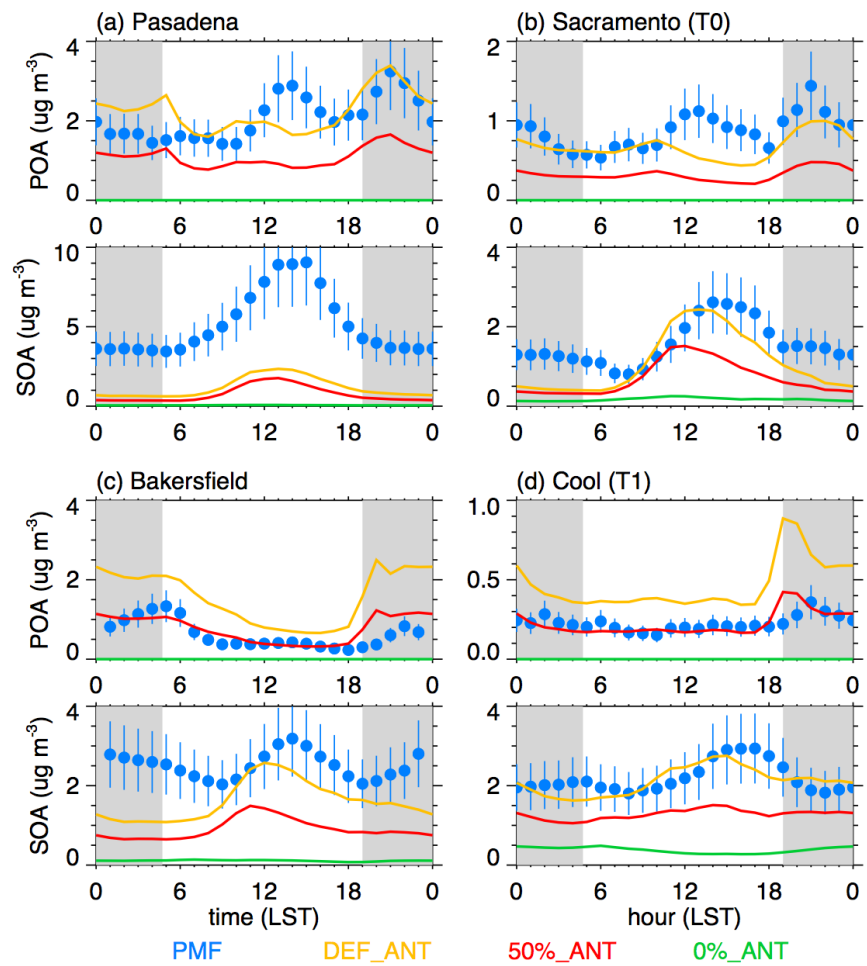 (a) Pasadena
(b) Sacramento (T0)
POA (ug m-3)
4
2
0
0 6 12 18 0
2
1
0
0 6 12 18 0
SOA (ug m-3)
10
5
0
0 6 12 18 0
4
2
0
0 6 12 18 0
(c) Bakersfield
(d) Cool (T1)
POA (ug m-3)
4
2
0
0 6 12 18 0
1.0
0.5
0.0
0 6 12 18 0
SOA (ug m-3)
4
2
0
0 6 12 18 0
4
2
0
0 6 12 18 0
time (LST)
hour (LST)
PMF DEF_ANT 50%_ANT 0%_ANT